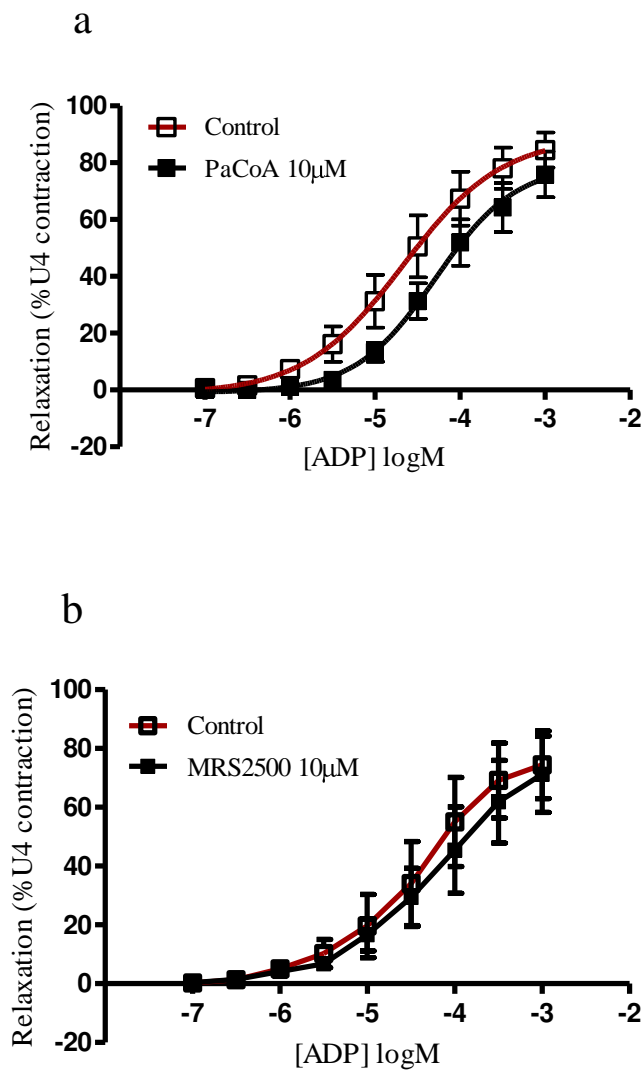 a
Relaxation (%U4 contraction)
100
80
60
40
20
0
-20
Control
PaCoA 10μM
-7 -6 -5 -4 -3 -2
[ADP] logM
b
Relaxation (%U4 contraction)
100
80
60
40
20
0
-20
Control
MRS2500 10μM
-7 -6 -5 -4 -3 -2
[ADP] logM